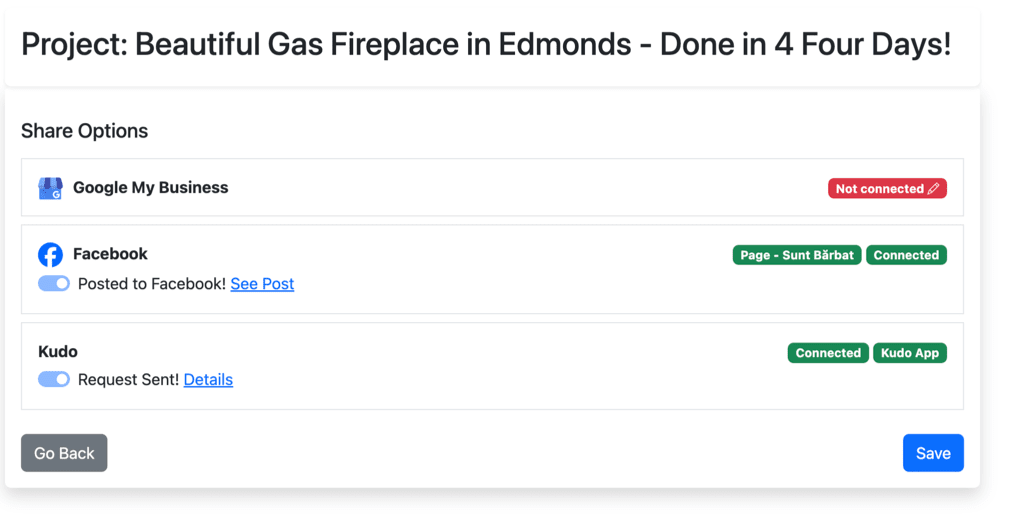 Project: Beautiful Gas Fireplace in Edmonds - Done in 4 Four Days!
Share Options
Google My Business
Not connected
Facebook
Page - Sunt Bărbat
Connected
Posted to Facebook! See Post
Kudo
Connected
Kudo App
Request Sent! Details
Go Back
Save